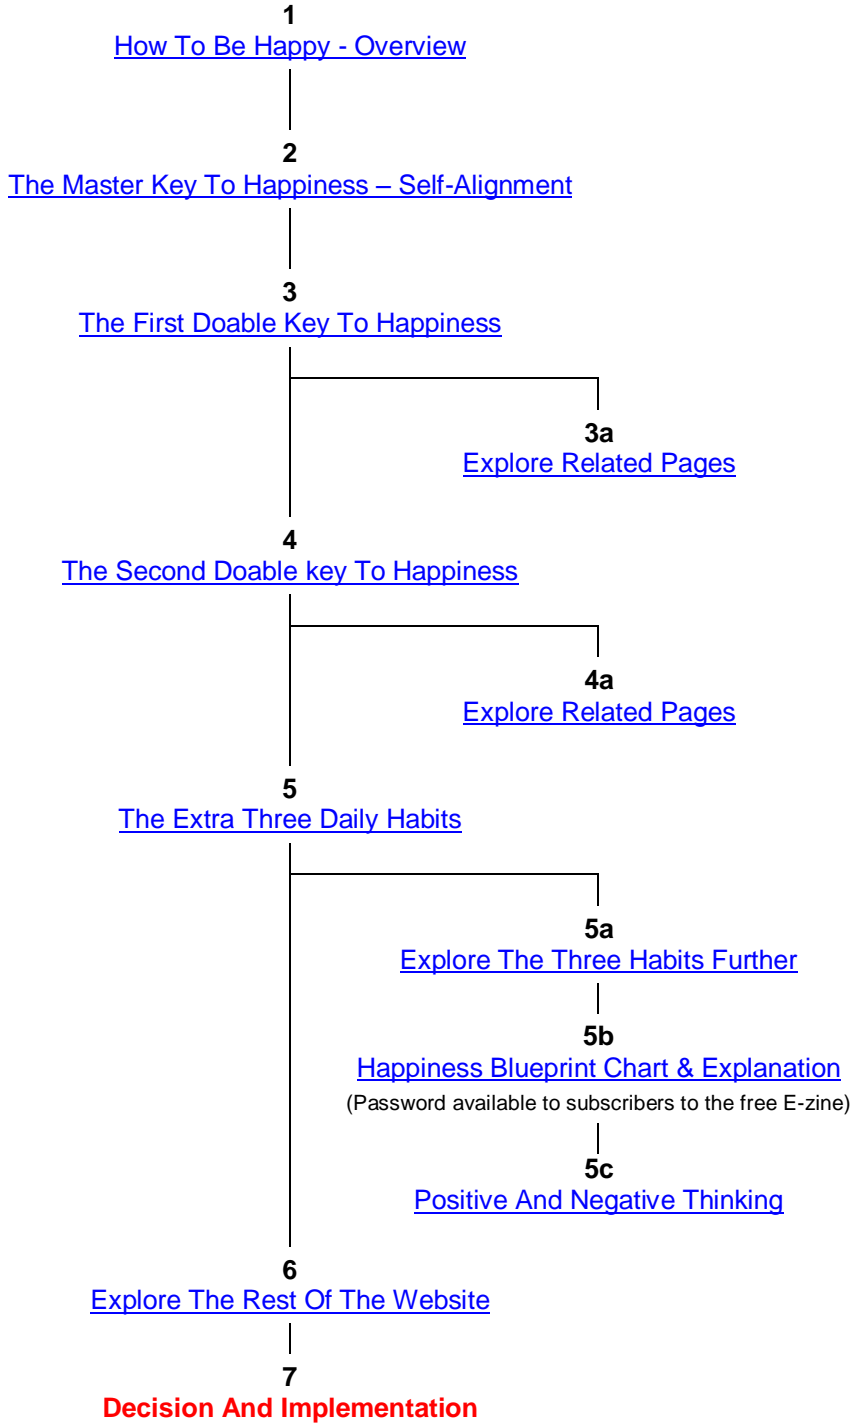 1
How To Be Happy - Overview
2
The Master Key To Happiness – Self-Alignment
3
The First Doable Key To Happiness
3a
Explore Related Pages
4
The Second Doable key To Happiness
4a
Explore Related Pages
5
The Extra Three Daily Habits
5a
Explore The Three Habits Further
5b
Happiness Blueprint Chart & Explanation
(Password available to subscribers to the free E-zine)
5c
Positive And Negative Thinking
6
Explore The Rest Of The Website
7
Decision And Implementation